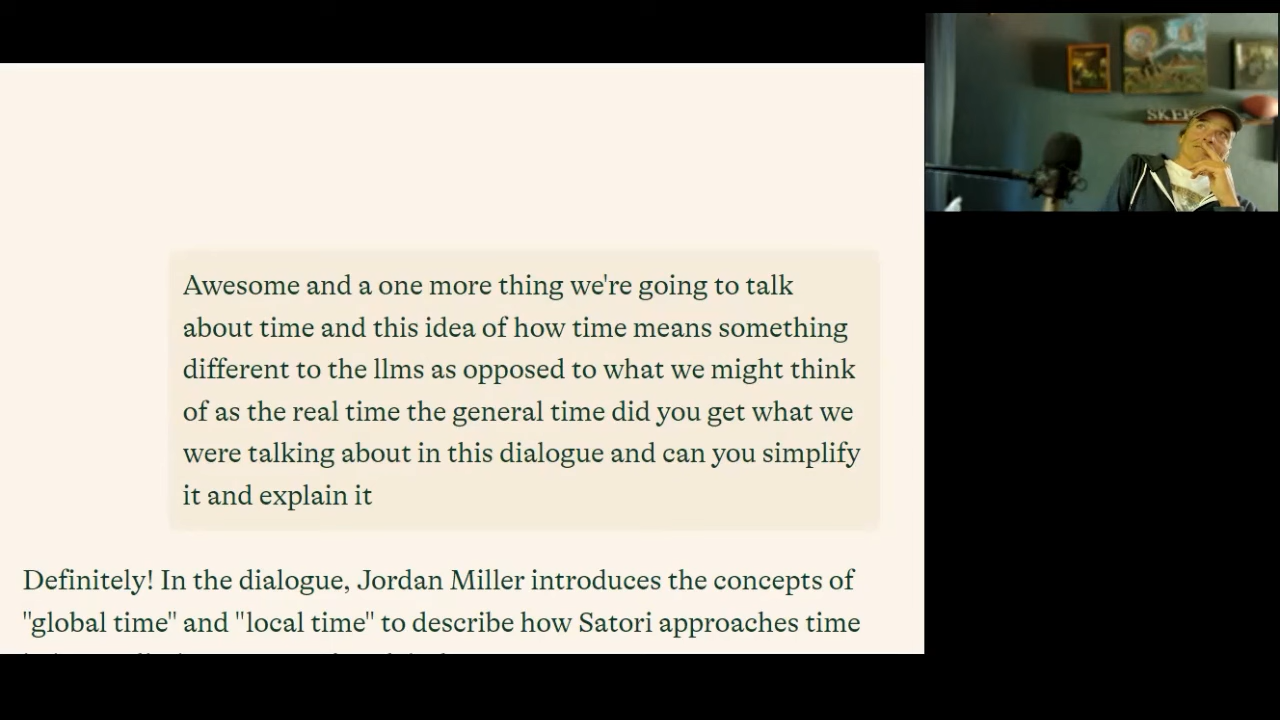 Awesome and a one more thing we're going to talk
about time and this idea of how time means something
different to the llms as opposed to what we might think
of as the real time the general time did you get what we
were talking about in this dialogue and can you simplify
it and explain it
Definitely! In the dialogue, Jordan Miller introduces the concepts of
"global time" and "local time" to describe how Satori approaches time